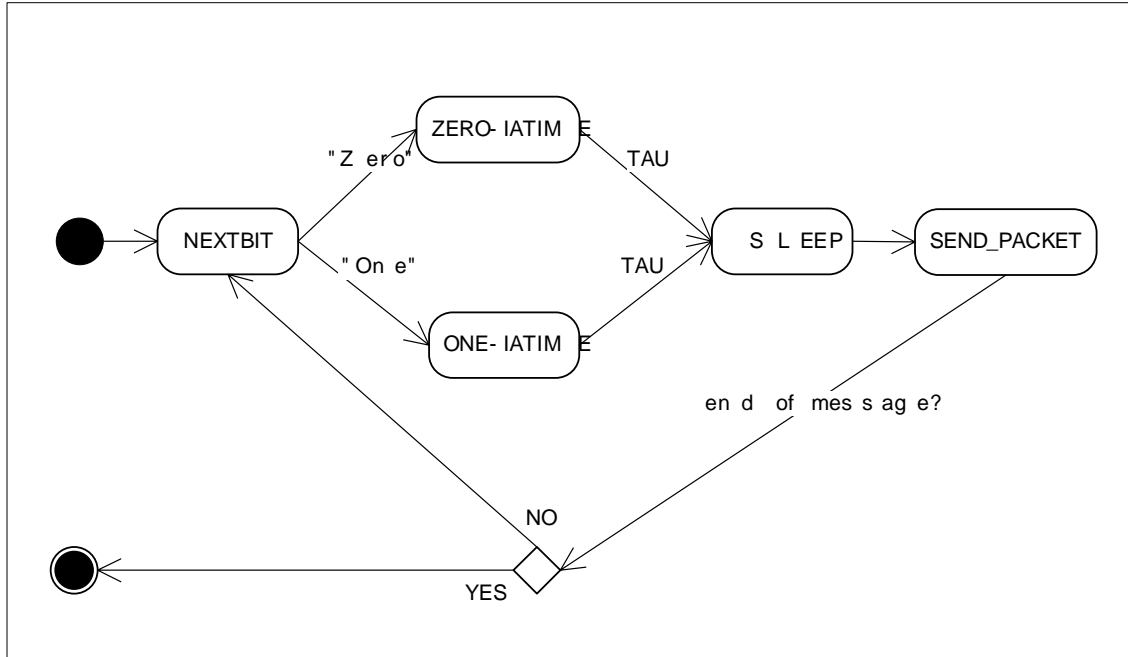 ZERO-IATIME
"Zero"
TAU
NEXTBIT
SLEEP
SEND_PACKET
"One"
TAU
ONE-IATIME
end of message?
NO
YES